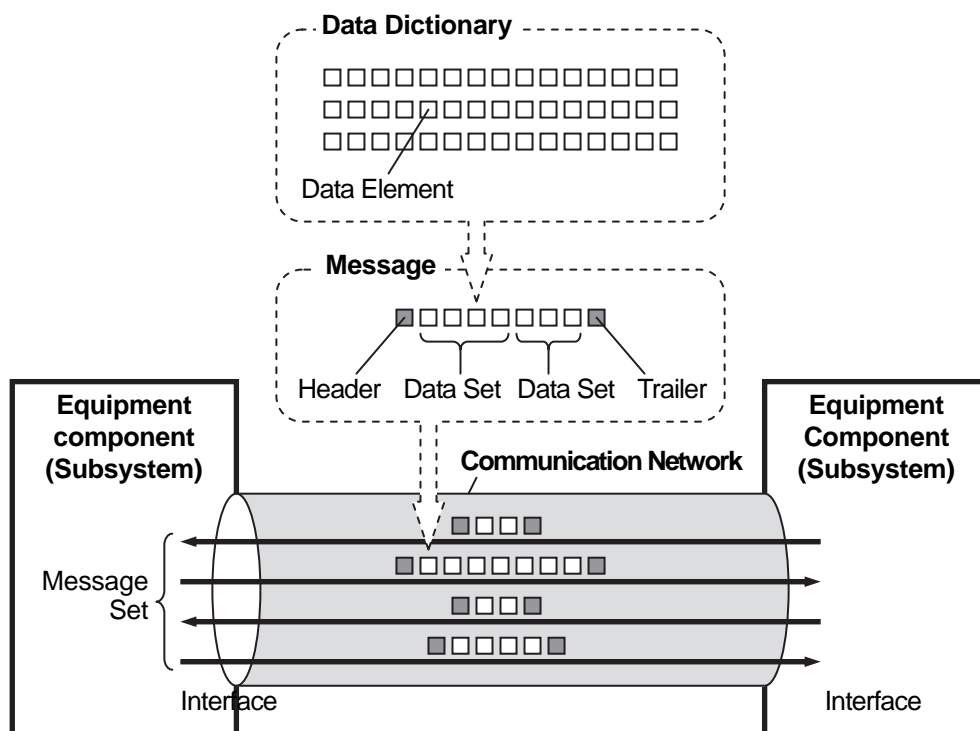 Data Dictionary
Data Element
Message
Header Data Set Data Set Trailer
Equipment
component
(Subsystem)
Equipment
Component
(Subsystem)
Communication Network
Message
Set
Interface
Interface